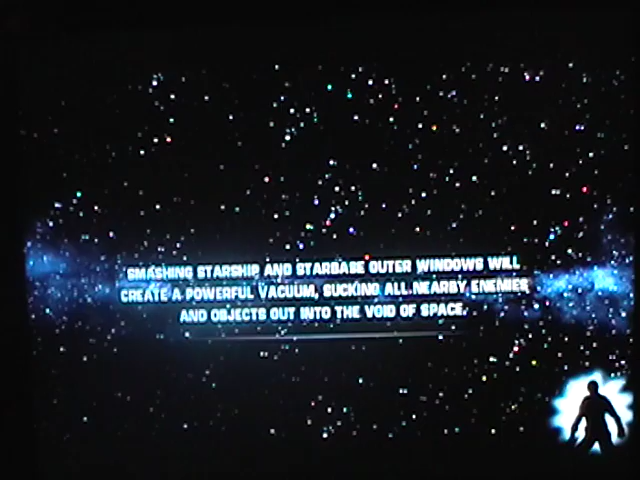 SMASHING STARSHIP AND STARBASE OUTER WINDOWS WILL
CREATE A POWERFUL VACUUM, SUCKING ALL NEARBY ENEMIES
AND OBJECTS OUT INTO THE VOID OF SPACE.